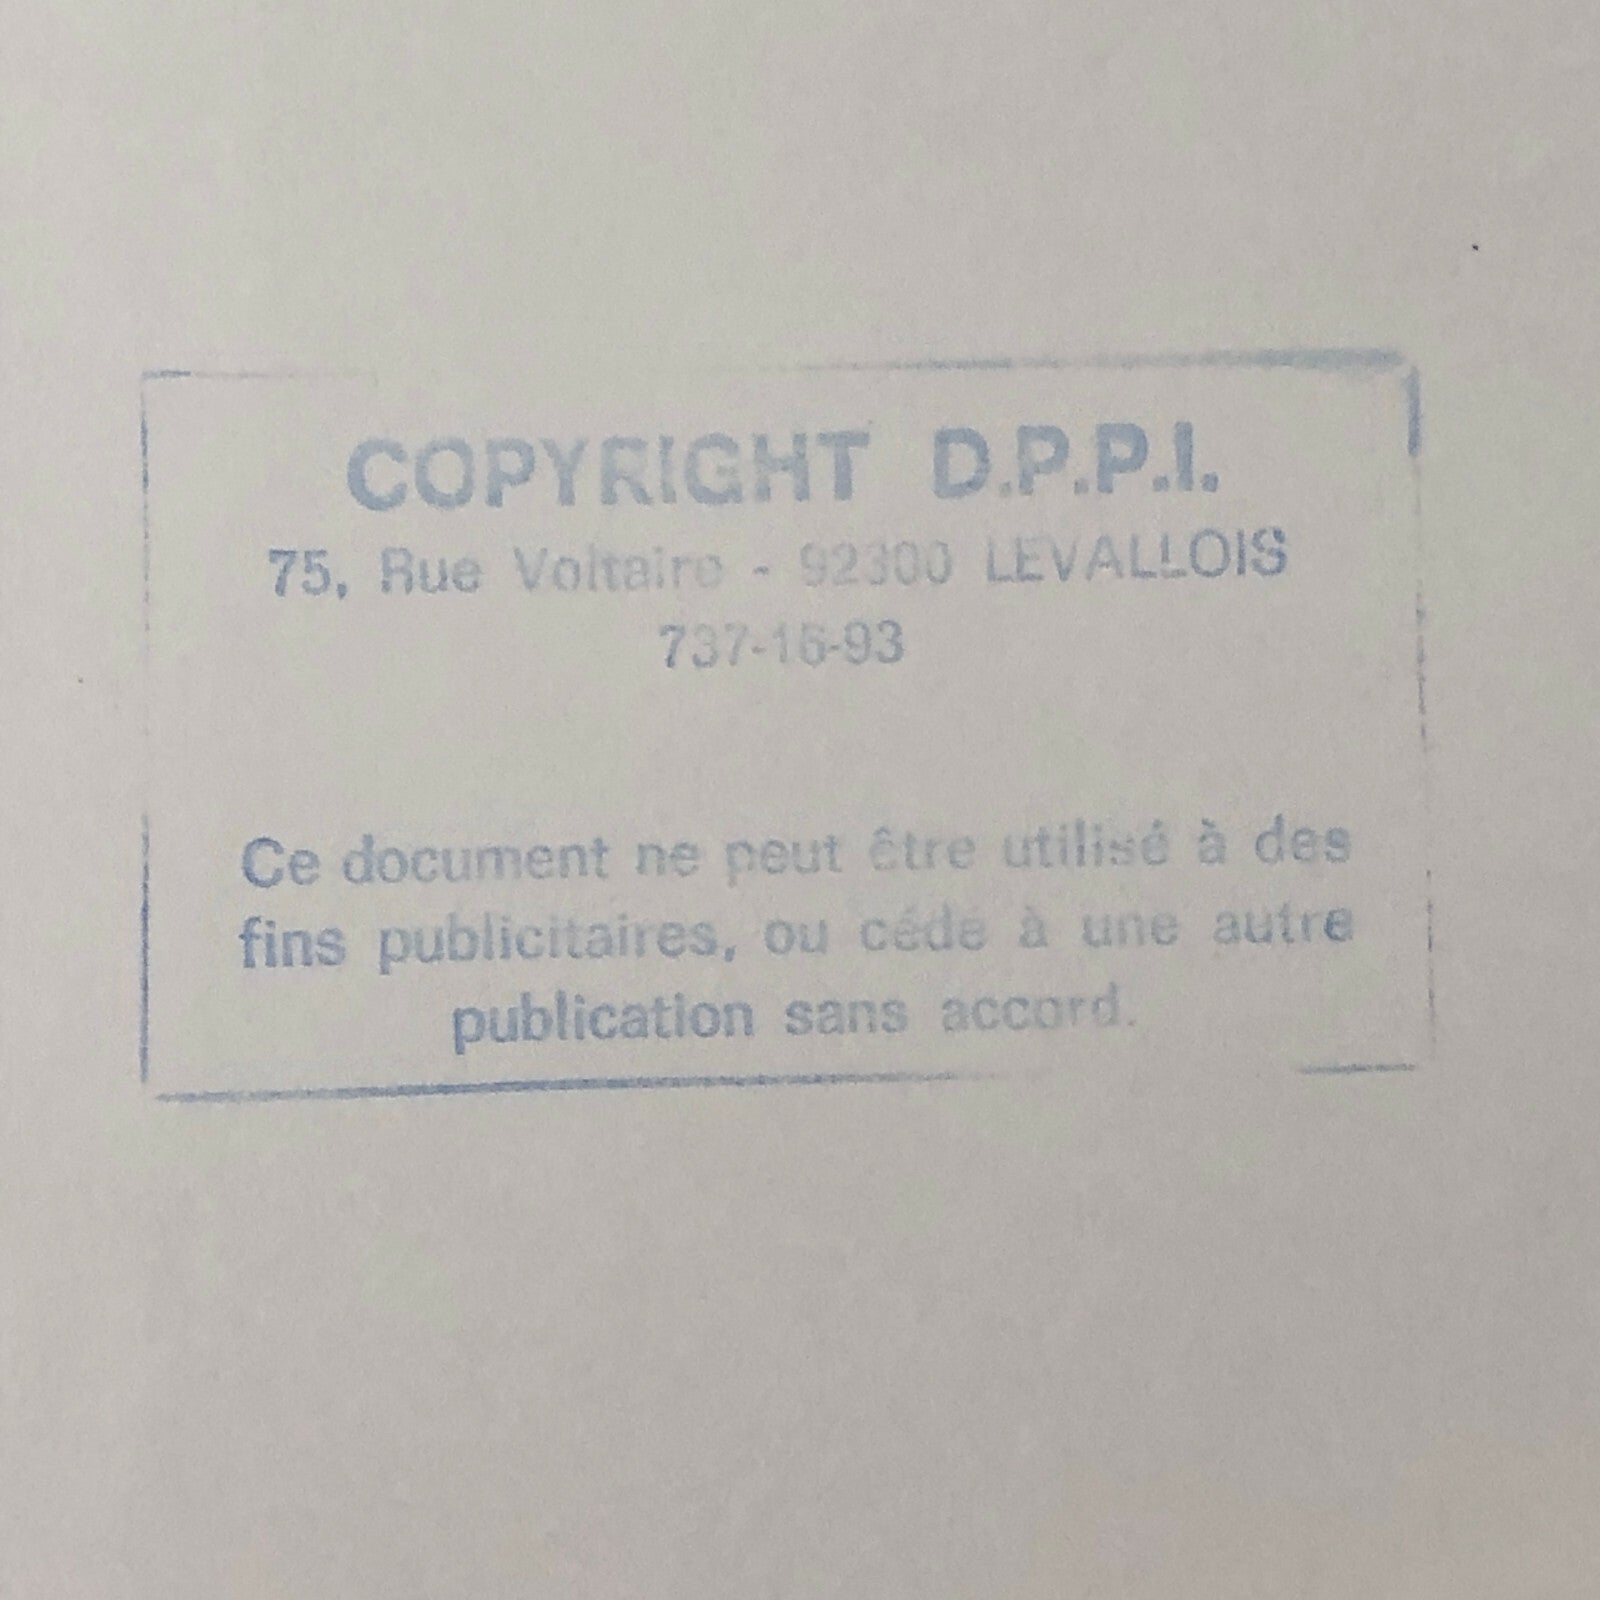 COPYRIGHT D.P.P.I.
75, Rue Voltaire - 92300 LEVALLOIS
737-16-93
Ce document ne peut être utilisé à des
fins publicitaires, ou cédé à une autre
publication sans accord.